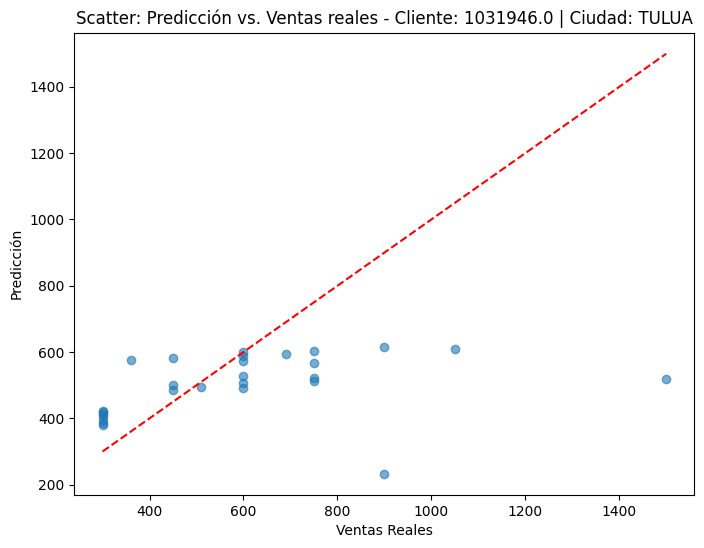 Scatter: Predicción vs. Ventas reales - Cliente: 1031946.0 | Ciudad: TULUA
1400
1200
1000
800
600
400
200
Predicción
400 600 800 1000 1200 1400
Ventas Reales